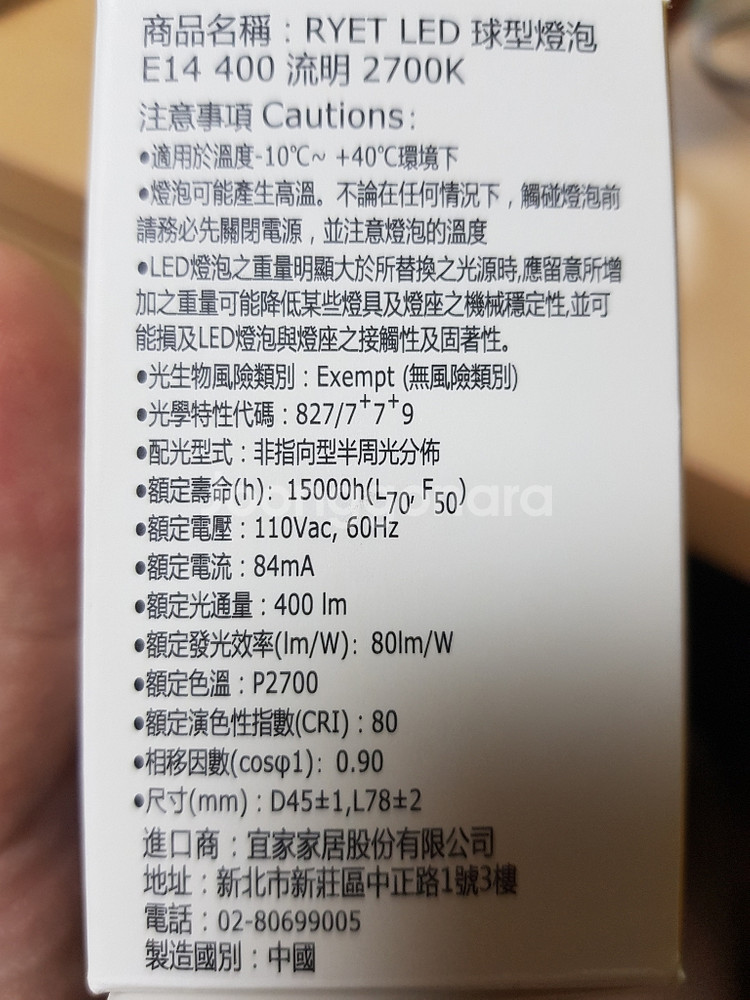 商品名稱：RYET LED 球型燈泡
E14 400 流明 2700K
注意事項 Cautions：
•適用於溫度-10℃~ +40℃環境下
•燈泡可能產生高溫。不論在任何情況下，觸碰燈泡前
請務必先關閉電源，並注意燈泡的溫度
•LED燈泡之重量明顯大於所替換之光源時,應留意所增
加之重量可能降低某些燈具及燈座之機械穩定性,並可
能損及LED燈泡與燈座之接觸性及固著性。
•光生物風險類別：Exempt (無風險類別)
•光學特性代碼：827/7⁺7⁺9
•配光型式：非指向型半周光分佈
•額定壽命(h)：15000h(L₇₀, F₅₀)
•額定電壓：110Vac, 60Hz
•額定電流：84mA
•額定光通量：400 lm
•額定發光效率(lm/W)：80lm/W
•額定色溫：P2700
•額定演色性指數(CRI)：80
•相移因數(cosφ1)：0.90
•尺寸(mm)：D45±1,L78±2
進口商：宜家家居股份有限公司
地址：新北市新莊區中正路1號3樓
電話：02-80699005
製造國別：中國